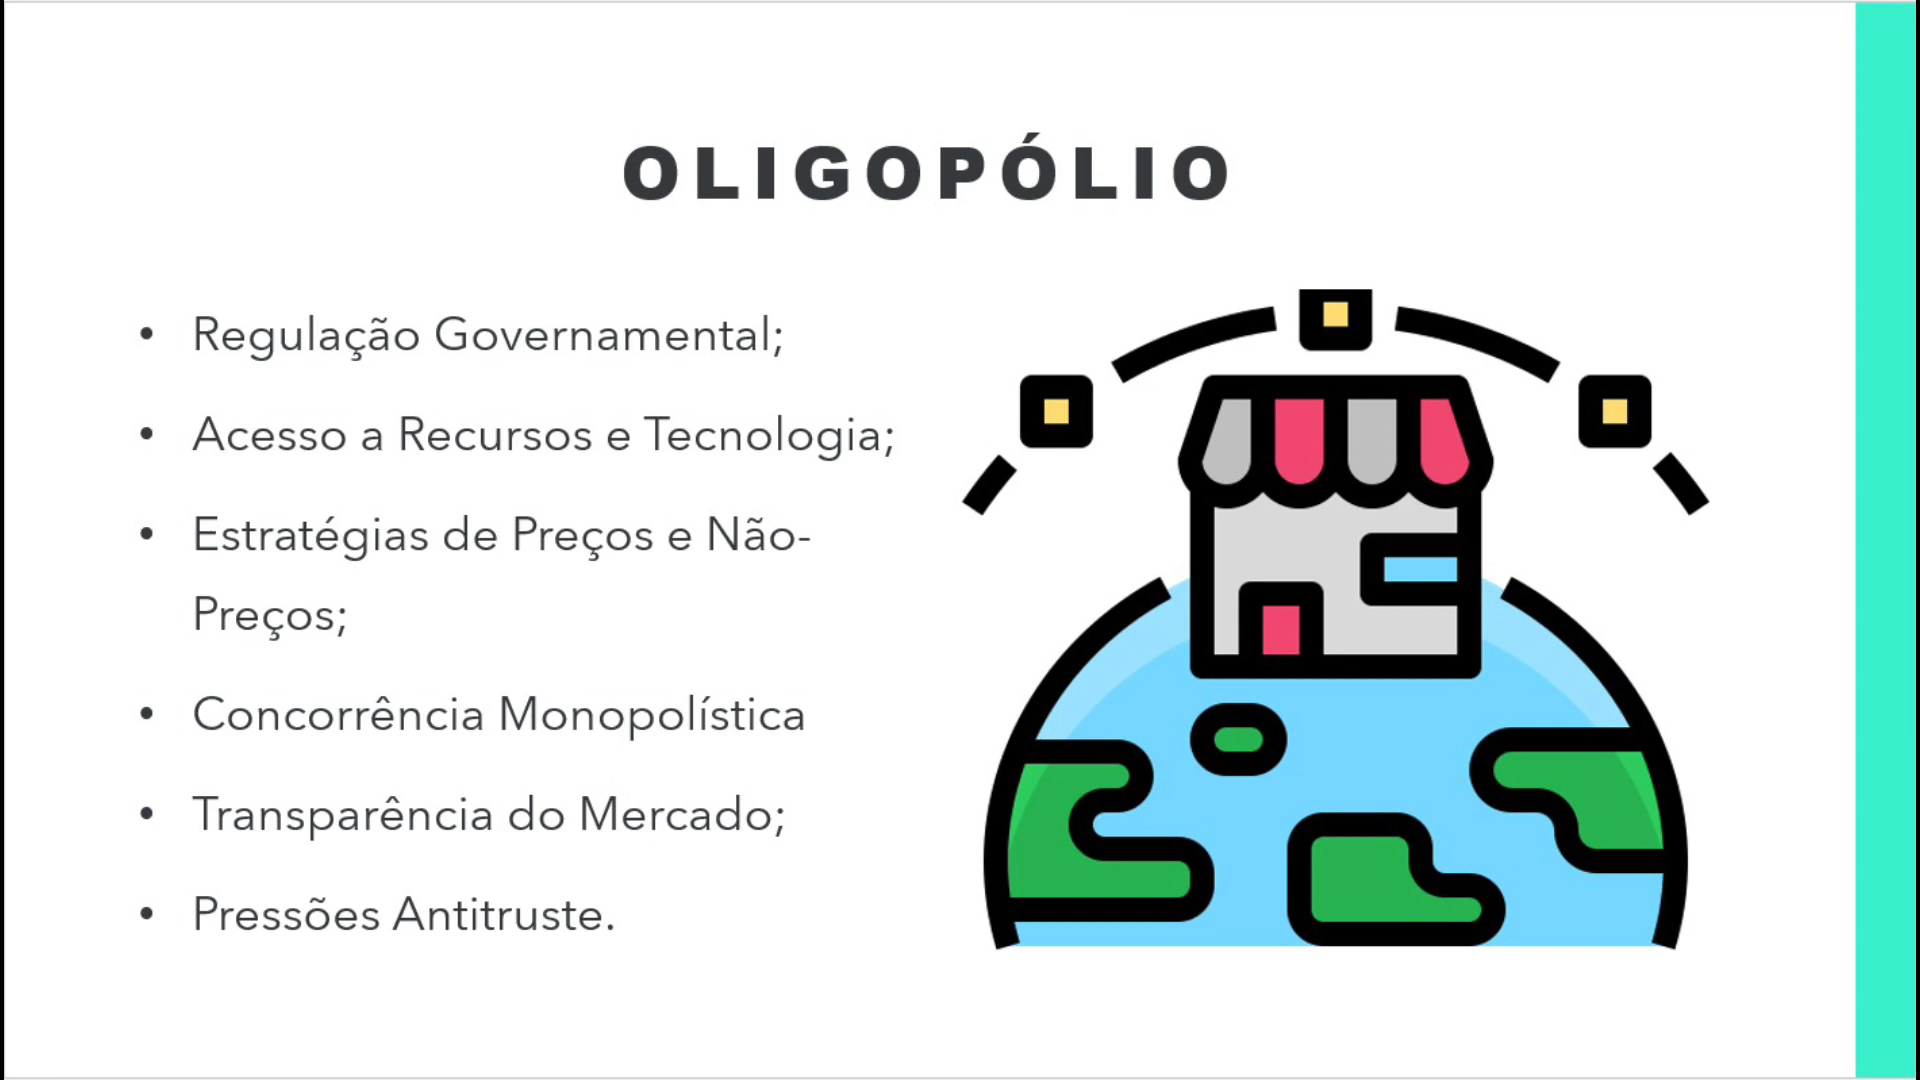 OLIGOPÓLIO
• Regulação Governamental;
• Acesso a Recursos e Tecnologia;
• Estratégias de Preços e Não-
Preços;
• Concorrência Monopolística
• Transparência do Mercado;
• Pressões Antitruste.